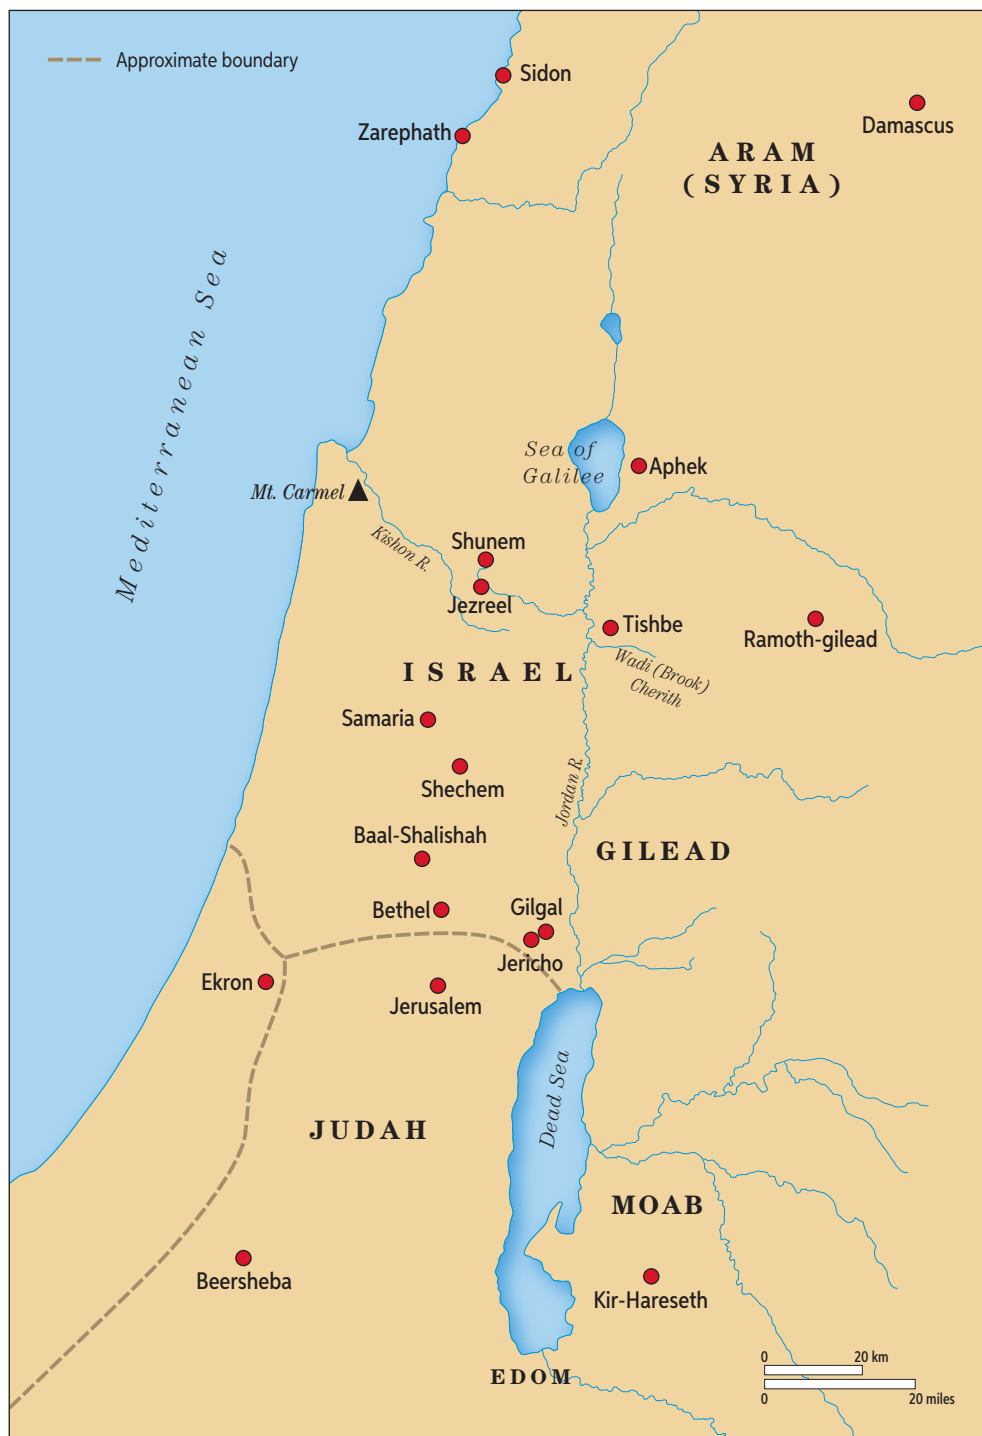 Approximate boundary
Sidon
Damascus
Zarephath
ARAM
(SYRIA)
Mediterranean Sea
Sea of
Galilee
Aphek
Mt. Carmel
Kishon R.
Shunem
Jezreel
Tishbe
Ramoth-gilead
Wadi (Brook)
Cherith
ISRAEL
Samaria
Shechem
Jordan R.
Baal-Shalishah
GILEAD
Bethel
Gilgal
Jericho
Ekron
Jerusalem
Dead Sea
JUDAH
MOAB
Beersheba
Kir-Hareseth
EDOM
0 20 km
0 20 miles